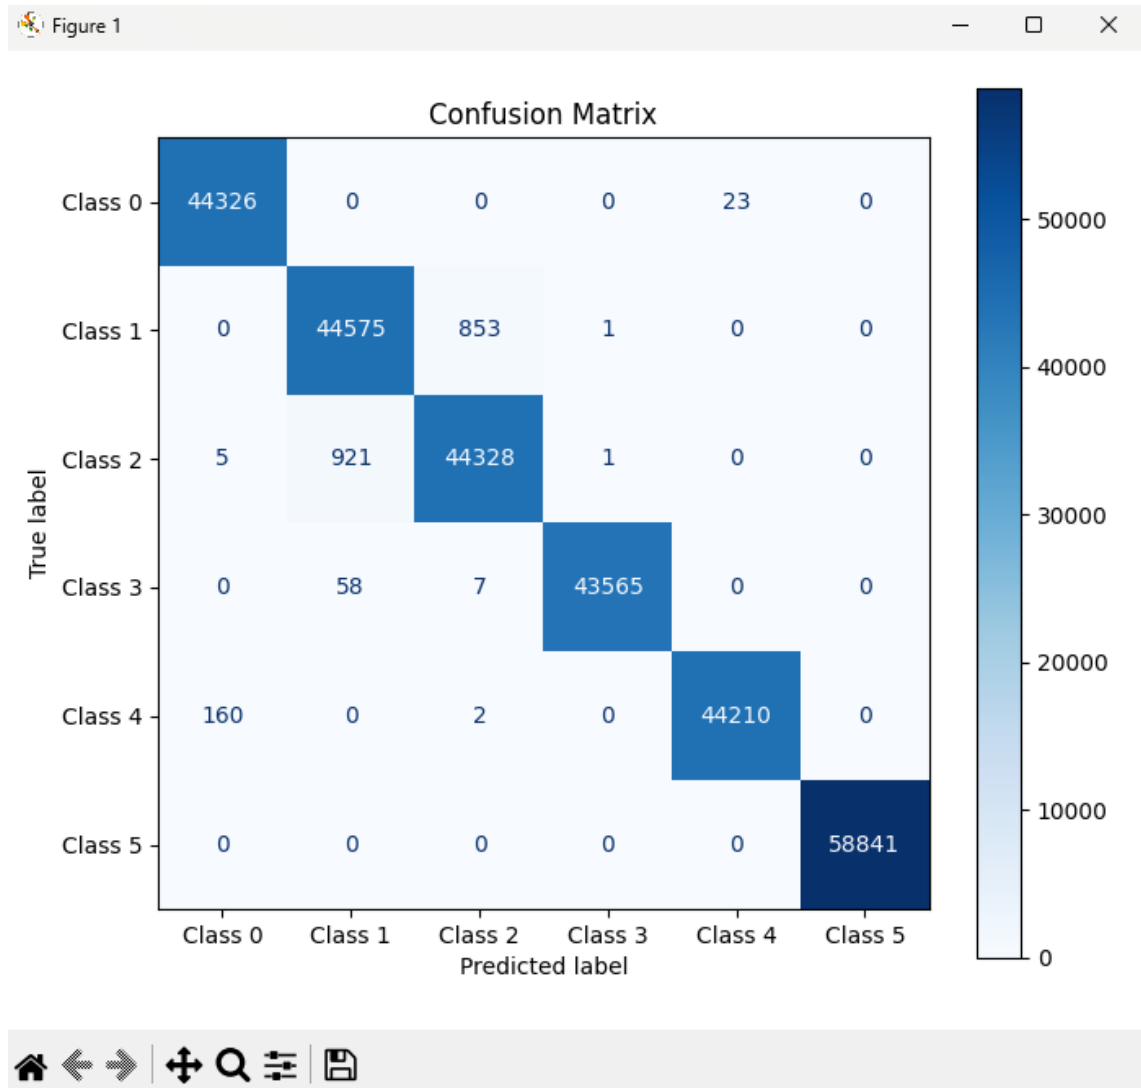 Figure 1
Confusion Matrix
Class 0 44326 0 0 0 23 0
Class 1 0 44575 853 1 0 0
Class 2 5 921 44328 1 0 0
Class 3 0 58 7 43565 0 0
Class 4 160 0 2 0 44210 0
Class 5 0 0 0 0 0 58841
Class 0 Class 1 Class 2 Class 3 Class 4 Class 5
Predicted label
True label
50000
40000
30000
20000
10000
0